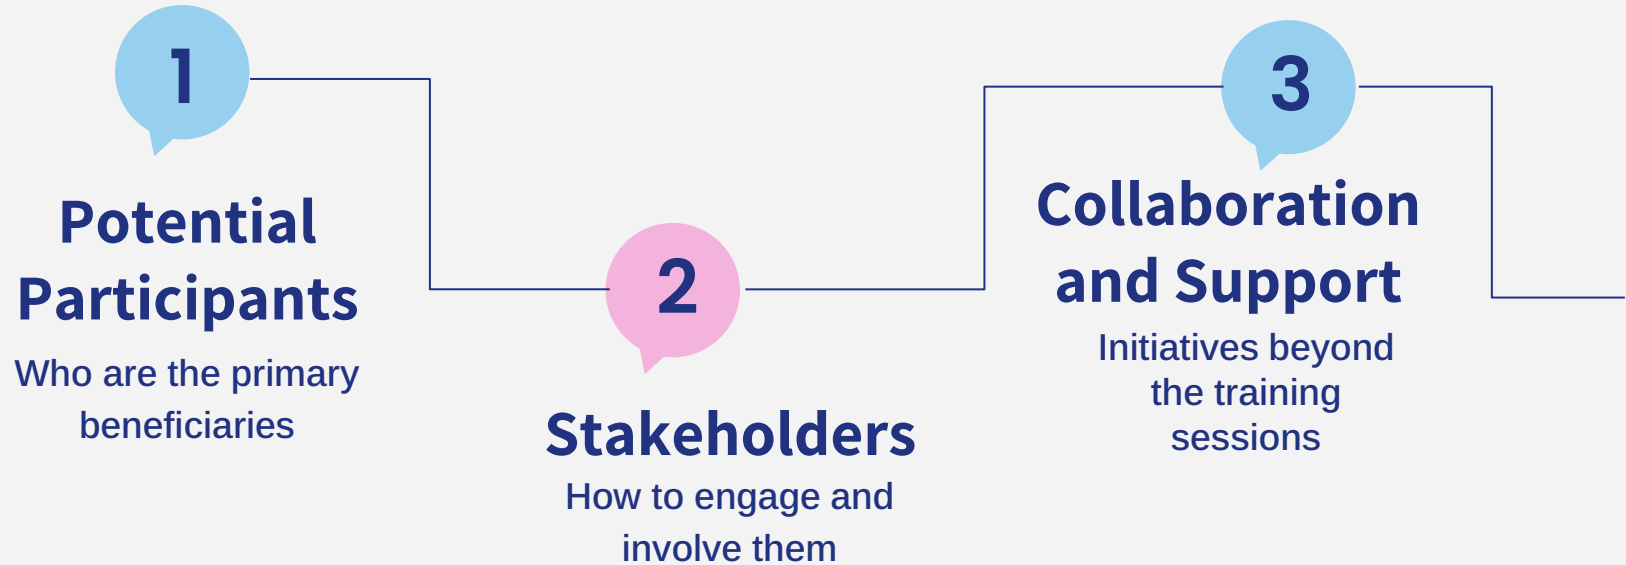 1
Potential
Participants
Who are the primary
beneficiaries
2
Stakeholders
How to engage and
involve them
3
Collaboration
and Support
Initiatives beyond
the training
sessions